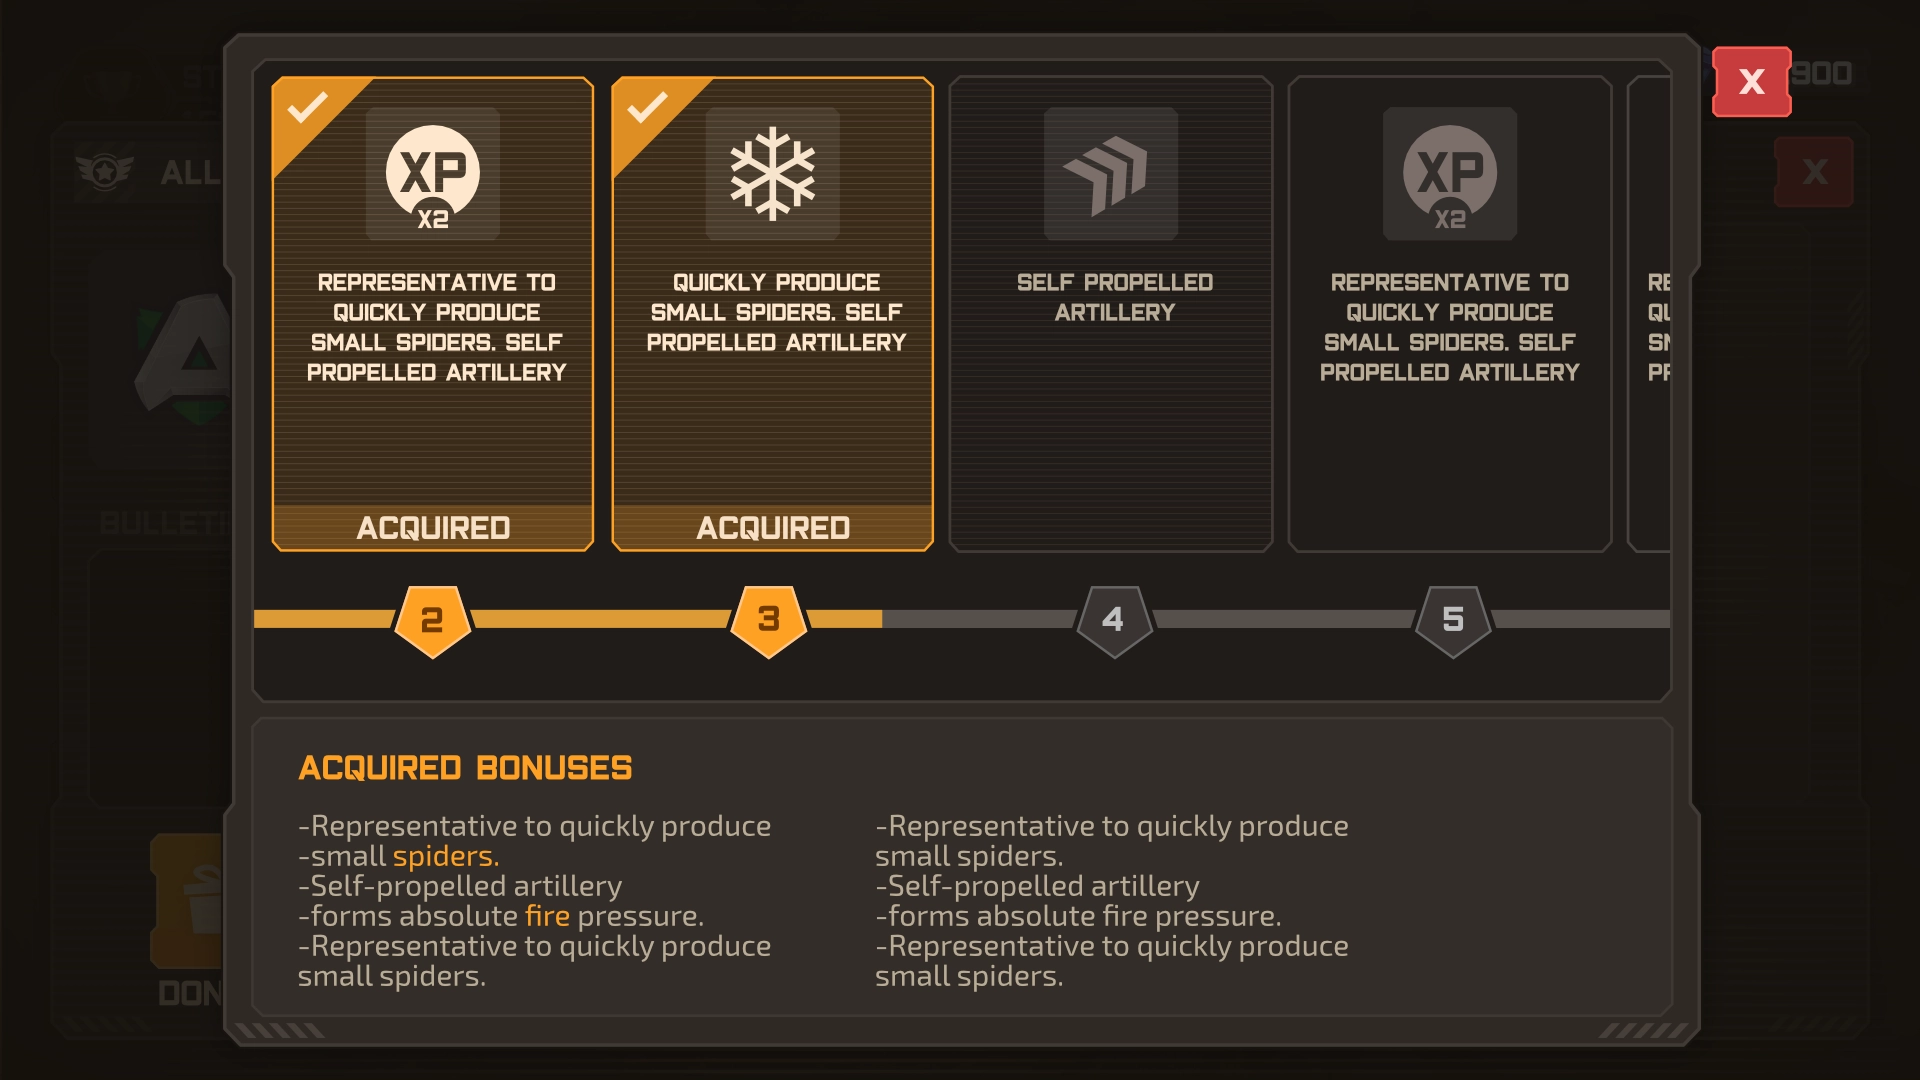 ST
900
X
ALL
X
XP
X2
REPRESENTATIVE TO
QUICKLY PRODUCE
SMALL SPIDERS. SELF
PROPELLED ARTILLERY
ACQUIRED
QUICKLY PRODUCE
SMALL SPIDERS. SELF
PROPELLED ARTILLERY
ACQUIRED
SELF PROPELLED
ARTILLERY
XP
X2
REPRESENTATIVE TO
QUICKLY PRODUCE
SMALL SPIDERS. SELF
PROPELLED ARTILLERY
RE
QU
SM
PR
A
BULLET
2
3
4
5
ACQUIRED BONUSES
-Representative to quickly produce
-small spiders.
-Self-propelled artillery
-forms absolute fire pressure.
-Representative to quickly produce
small spiders.
-Representative to quickly produce
small spiders.
-Self-propelled artillery
-forms absolute fire pressure.
-Representative to quickly produce
small spiders.
DON